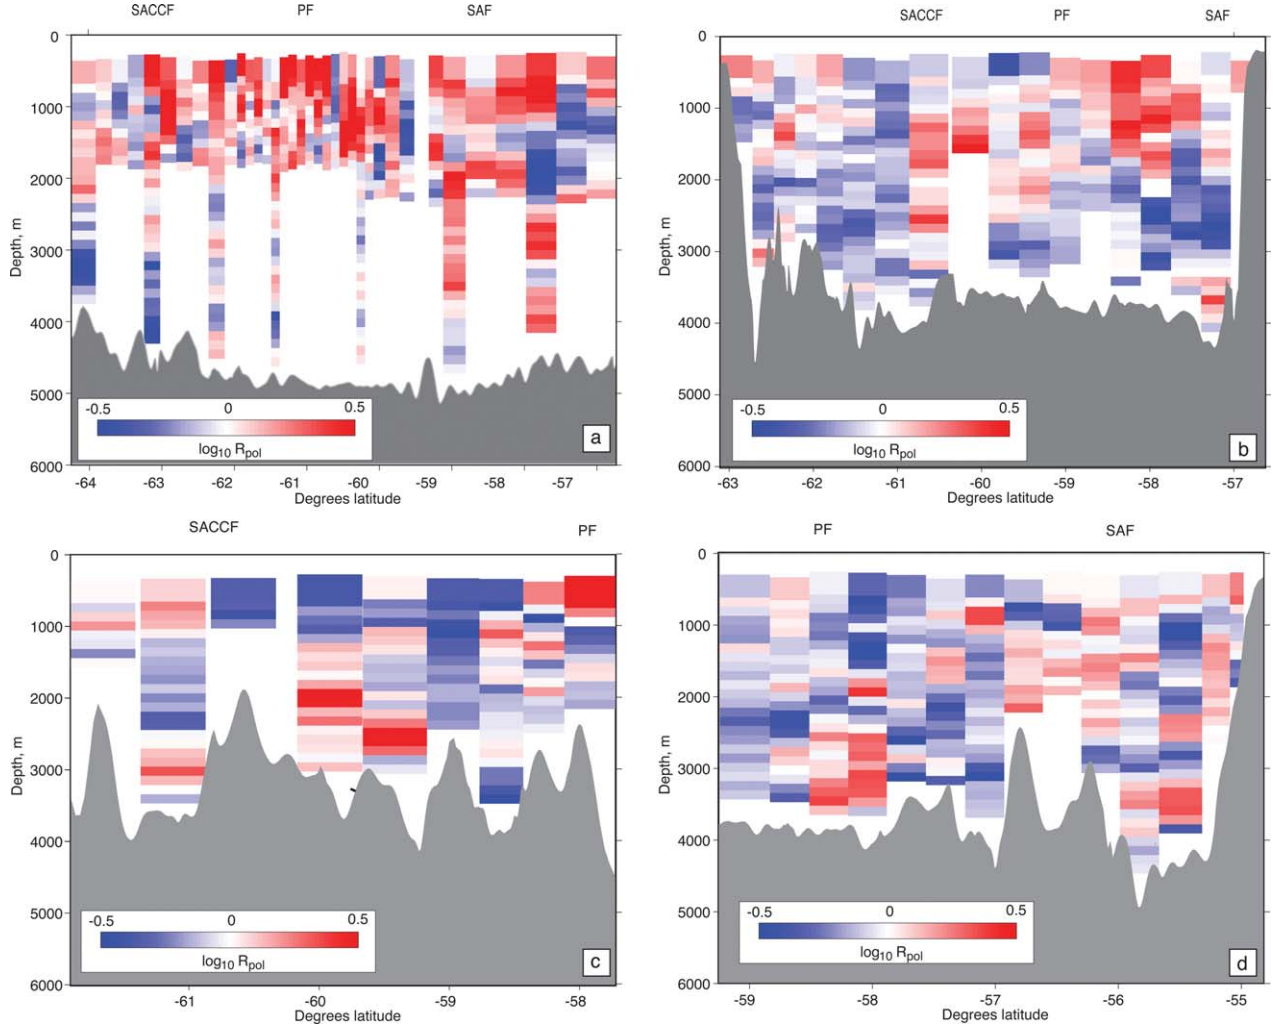 SACCF PF SAF
0
1000
2000
3000
4000
5000
6000
Depth, m
-0.5 0 0.5
log10 Rpol
a
-64 -63 -62 -61 -60 -59 -58 -57
Degrees latitude
SACCF PF SAF
0
1000
2000
3000
4000
5000
6000
Depth, m
-0.5 0 0.5
log10 Rpol
b
-63 -62 -61 -60 -59 -58 -57
Degrees latitude
SACCF PF
0
1000
2000
3000
4000
5000
6000
Depth, m
-0.5 0 0.5
log10 Rpol
c
-61 -60 -59 -58
Degrees latitude
PF SAF
0
1000
2000
3000
4000
5000
6000
Depth, m
-0.5 0 0.5
log10 Rpol
d
-59 -58 -57 -56 -55
Degrees latitude